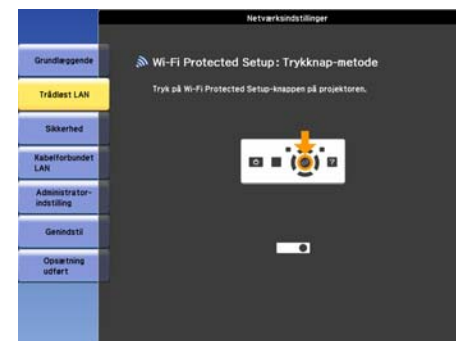 Netværksindstillinger
Grundlæggende
Trådløst LAN
Sikkerhed
Kabelforbundet
LAN
Administrator-
indstilling
Genindstil
Opsætning
udført
Wi-Fi Protected Setup: Trykknap-metode
Tryk på Wi-Fi Protected Setup-knappen på projektoren.